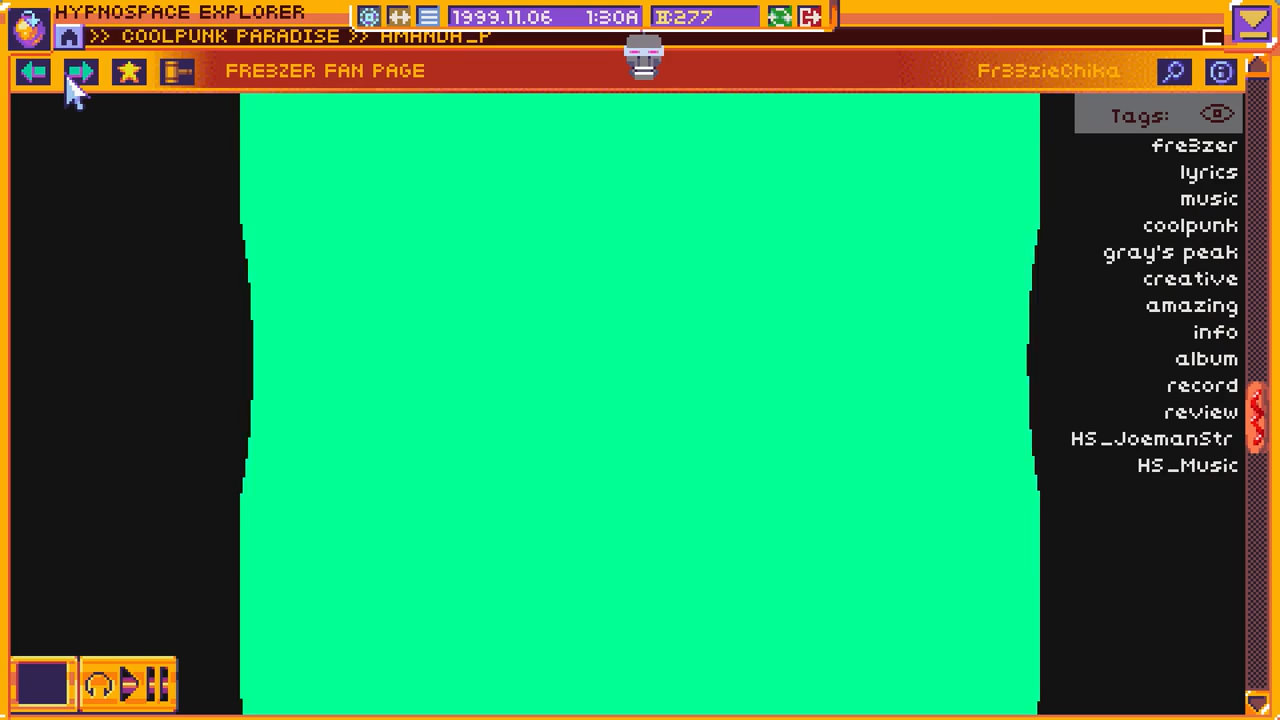 HYPNOSPACE EXPLORER
1999.11.06 1:30A 277
>> COOLPUNK PARADISE >> AMANDA_P
FRE3ZER FAN PAGE
Fr33zieChika
Tags:
fre3zer
lyrics
music
coolpunk
gray's peak
creative
amazing
info
album
record
review
HS_JoemanStr
HS_Music